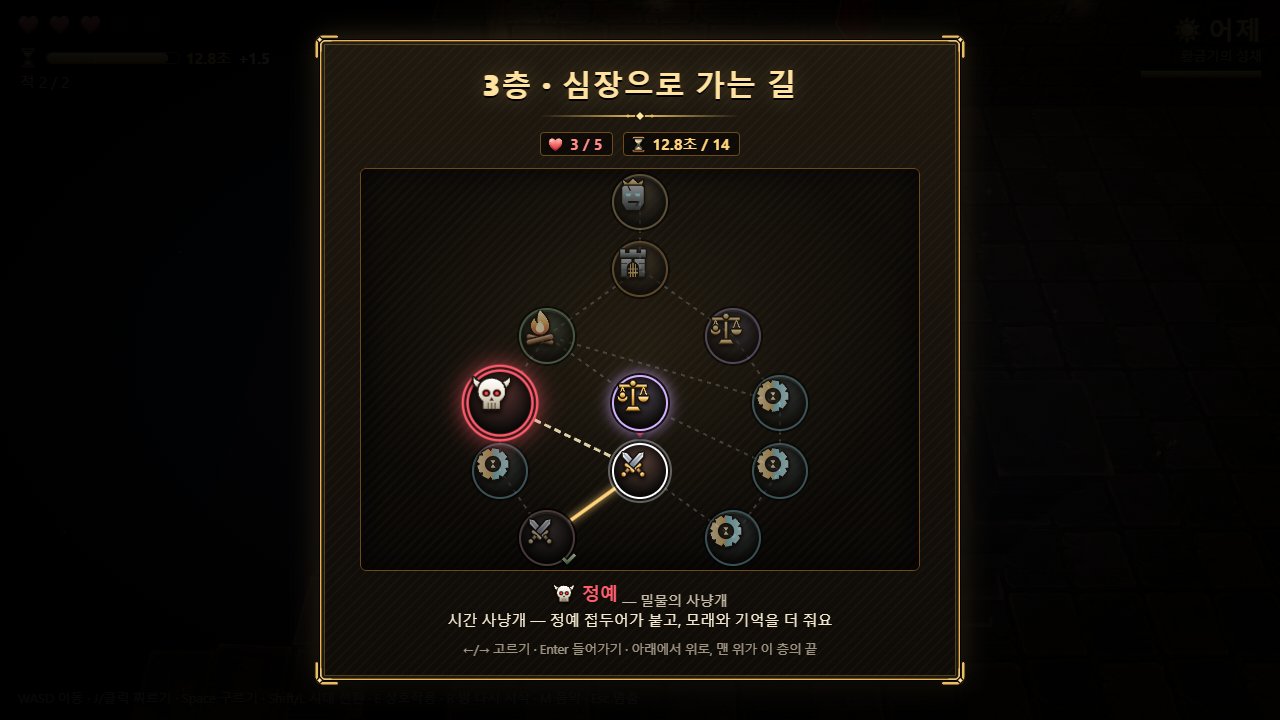 12.8초 +1.5
적 2 / 2
어제
3층 · 심장으로 가는 길
3 / 5
12.8초 / 14
정예 — 밀물의 사냥개
시간 사냥개 — 정예 접두어가 붙고, 모래와 기억을 더 줘요
←/→ 고르기 · Enter 들어가기 · 아래에서 위로, 맨 위가 이 층의 끝